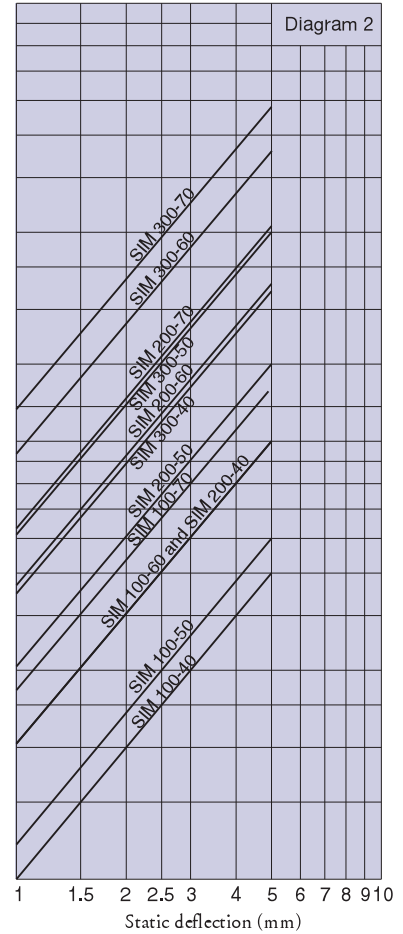 Diagram 2
SIM 300-70
SIM 300-60
SIM 200-70
SIM 300-50
SIM 200-60
SIM 300-40
SIM 200-50
SIM 100-70
SIM 100-60 and SIM 200-40
SIM 100-50
SIM 100-40
1 1.5 2 2.5 3 4 5 6 7 8 9 10
Static deflection (mm)